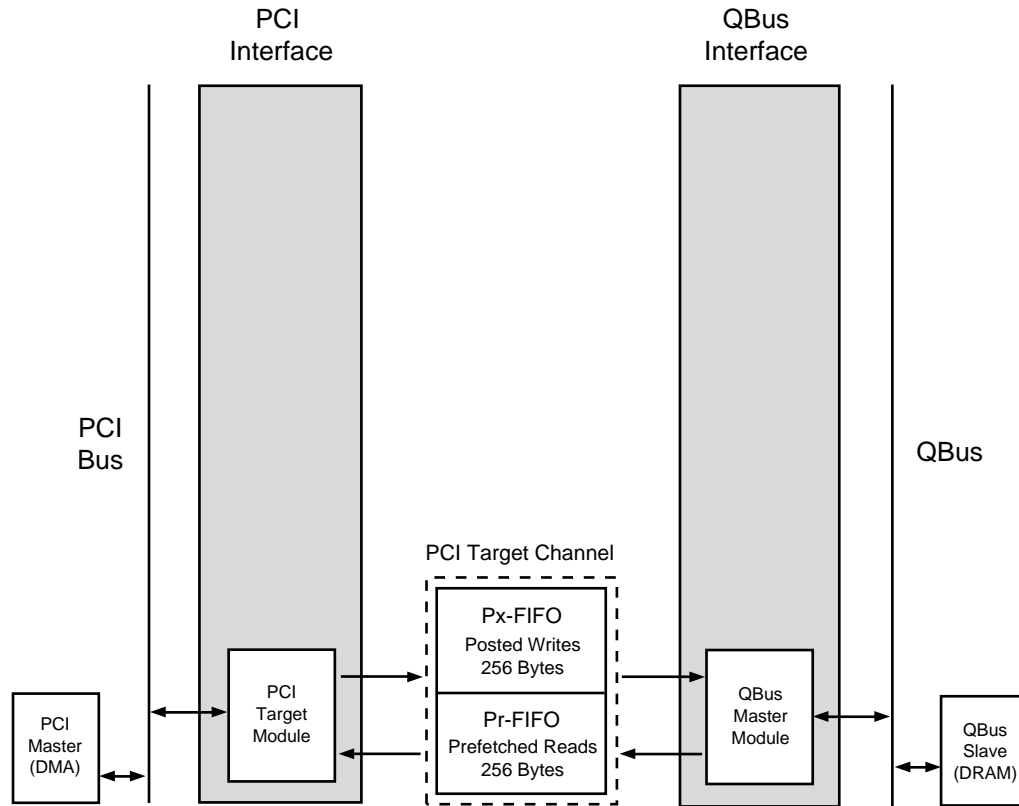 PCI
Interface
QBus
Interface
PCI
Bus
QBus
PCI Target Channel
Px-FIFO
Posted Writes
256 Bytes
Pr-FIFO
Prefetched Reads
256 Bytes
PCI
Target
Module
QBus
Master
Module
PCI
Master
(DMA)
QBus
Slave
(DRAM)